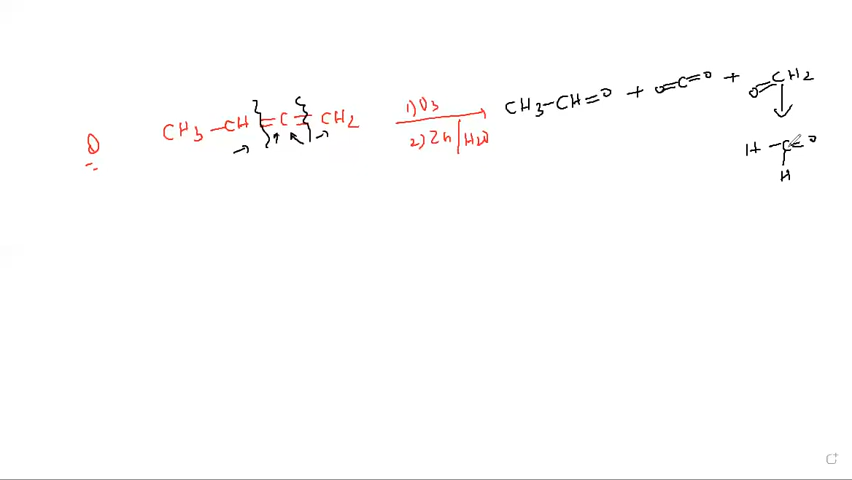 Q CH3-CH=C=CH2 1)O3 2)Zn|H2O CH3-CH=O + O=C=O + O=CH2
H-C=O
H